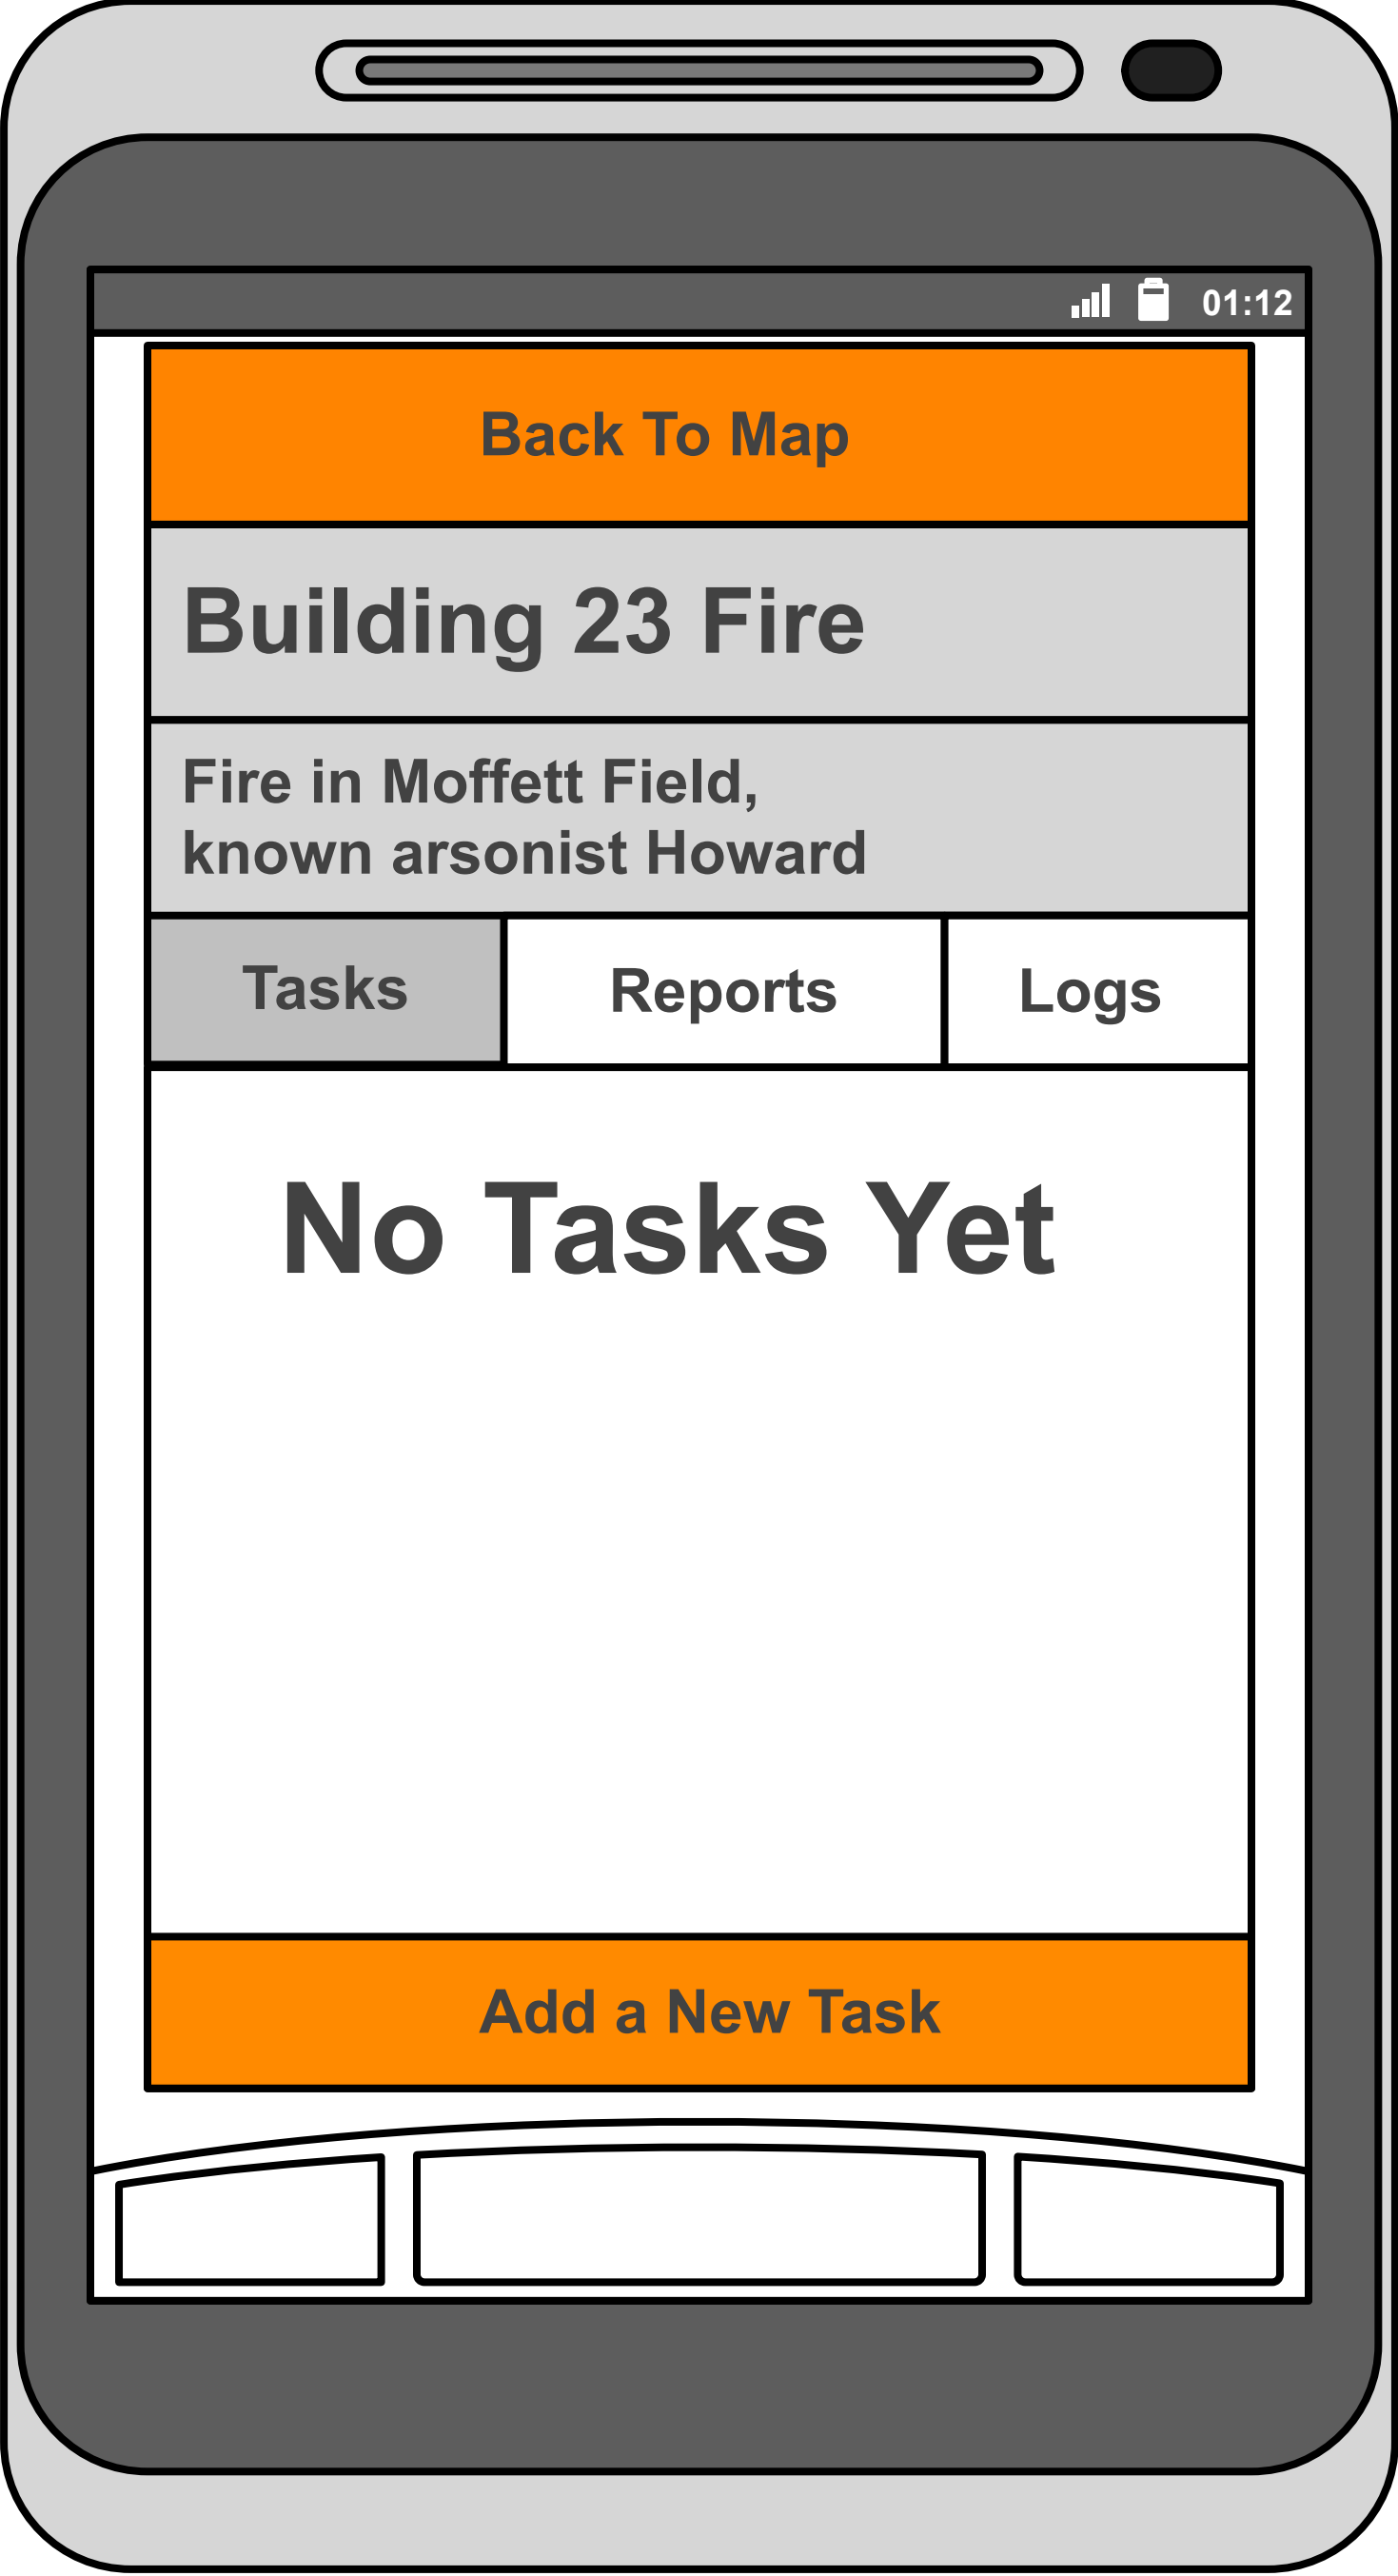 01:12
Back To Map
Building 23 Fire
Fire in Moffett Field,
known arsonist Howard
Tasks Reports Logs
No Tasks Yet
Add a New Task